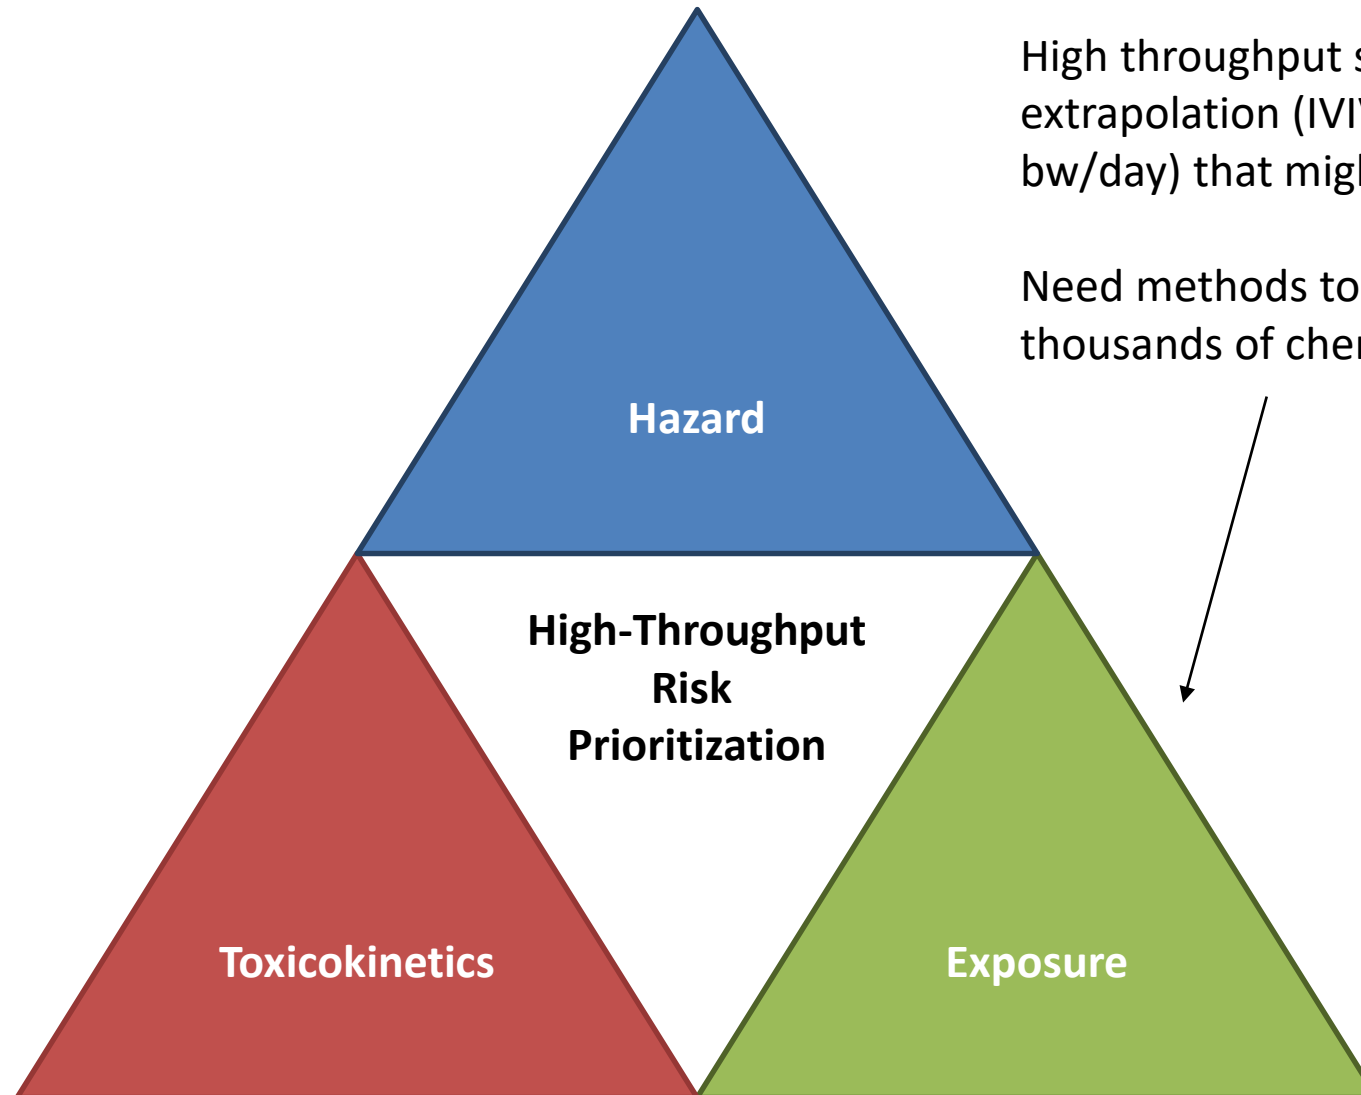 High throughput
extrapolation (IVI
bw/day) that mig
Need methods to
thousands of che
Hazard
High-Throughput
Risk
Prioritization
Toxicokinetics
Exposure